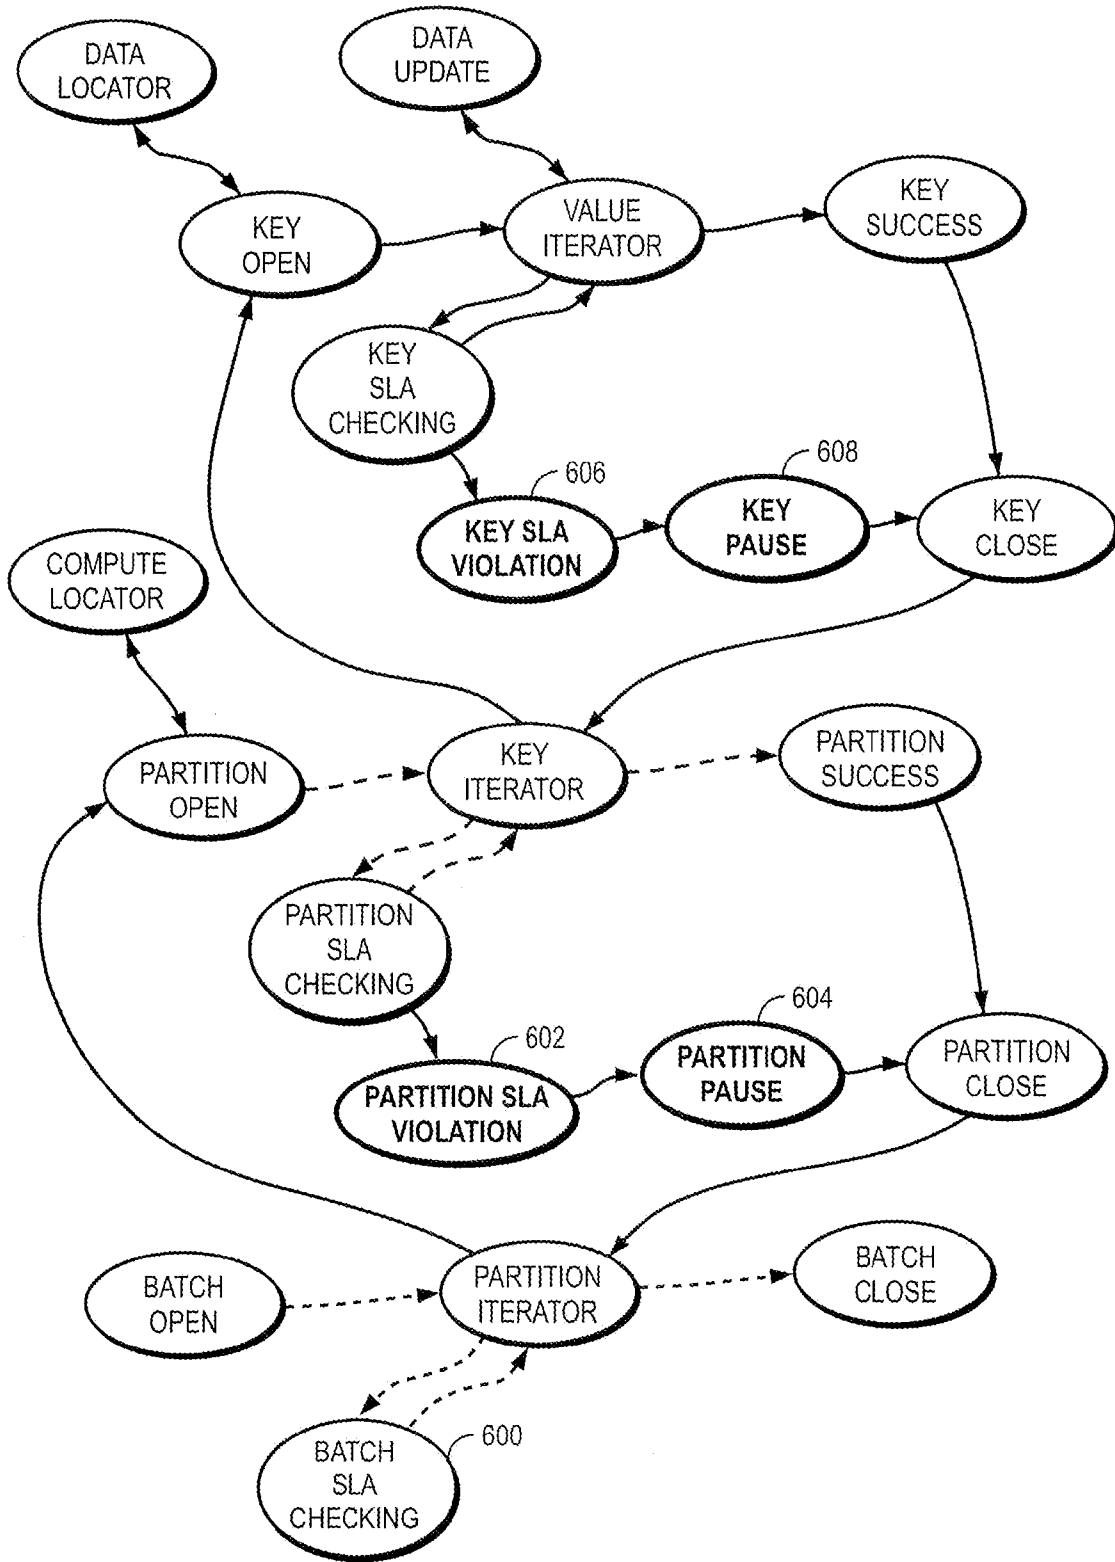 DATA
LOCATOR
DATA
UPDATE
KEY
OPEN
VALUE
ITERATOR
KEY
SUCCESS
KEY
SLA
CHECKING
606
KEY SLA
VIOLATION
608
KEY
PAUSE
KEY
CLOSE
COMPUTE
LOCATOR
PARTITION
OPEN
KEY
ITERATOR
PARTITION
SUCCESS
PARTITION
SLA
CHECKING
602
PARTITION SLA
VIOLATION
604
PARTITION
PAUSE
PARTITION
CLOSE
BATCH
OPEN
PARTITION
ITERATOR
BATCH
CLOSE
600
BATCH
SLA
CHECKING